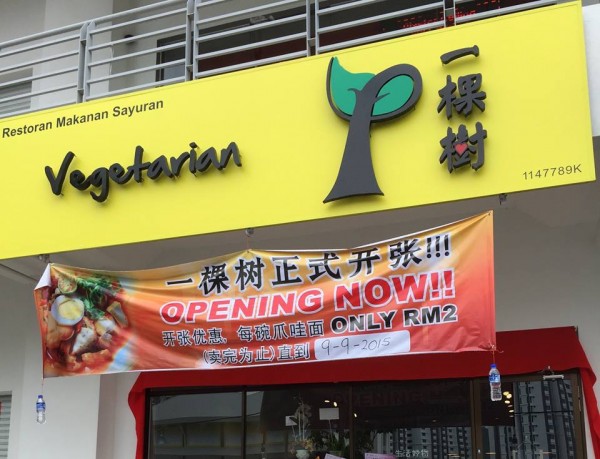 Restoran Makanan Sayuran
Vegetarian
一棵樹
1147789K
一棵树正式开张!!!
OPENING NOW!!
开张优惠, 每碗爪哇面 ONLY RM2
(卖完为止)直到 9-9-2015